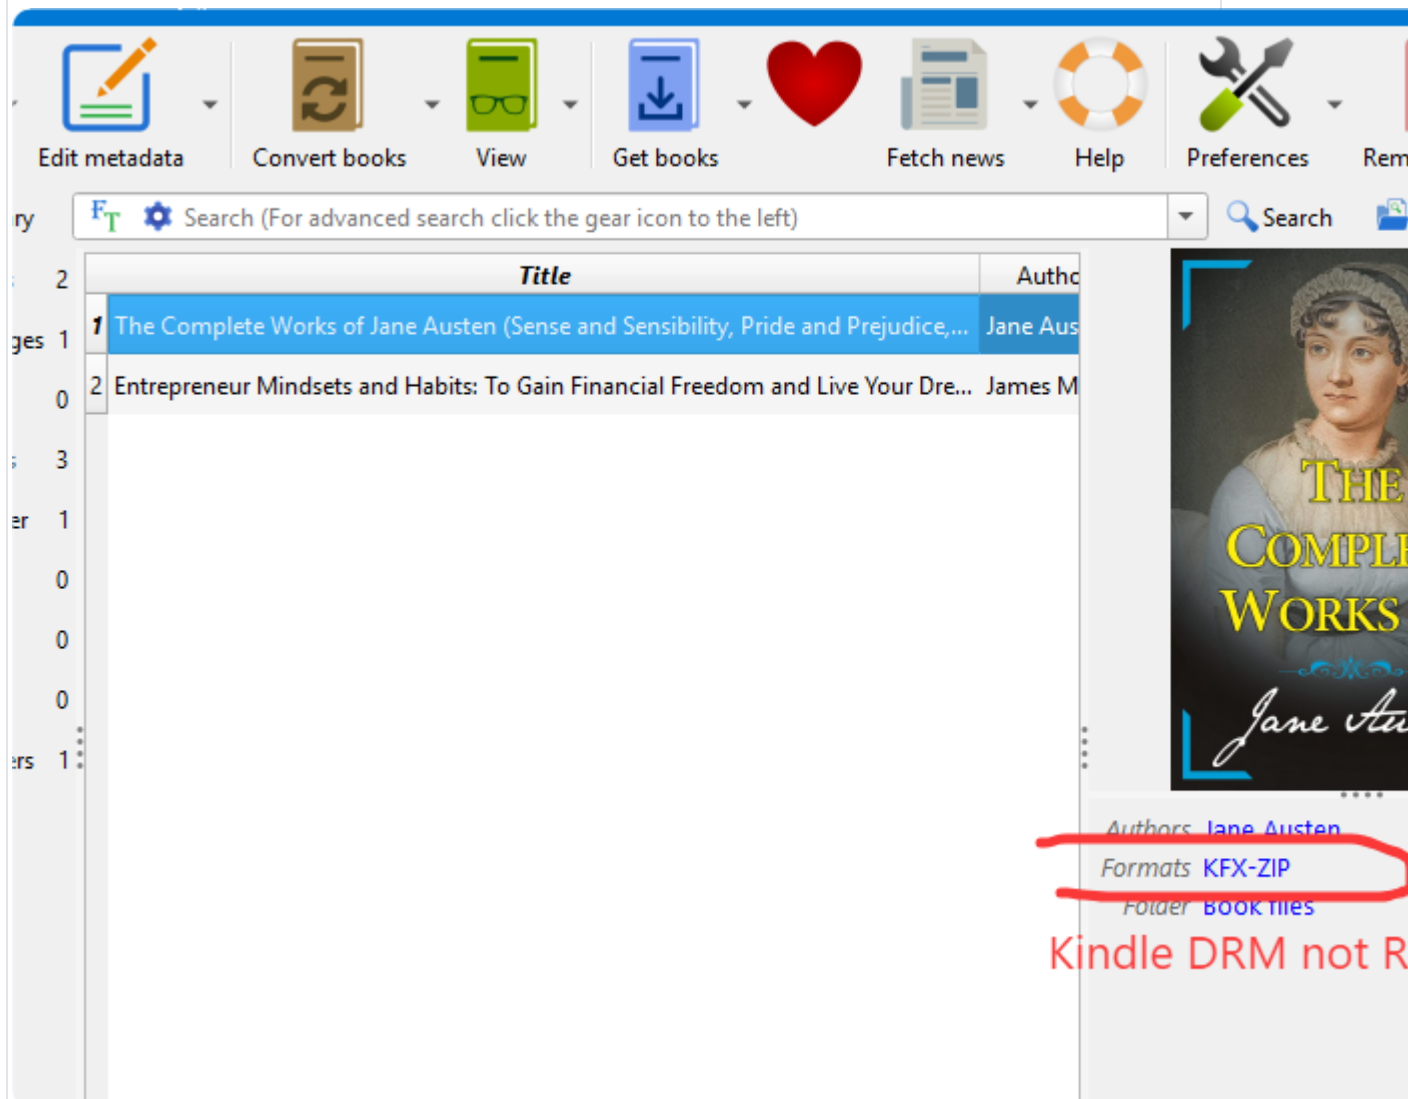 Edit metadata
Convert books
View
Get books
Fetch news
Help
Preferences
Rem
ry
FT
Search (For advanced search click the gear icon to the left)
Search
2
Title
Autho
1
The Complete Works of Jane Austen (Sense and Sensibility, Pride and Prejudice,...
Jane Aus
ges 1
2
Entrepreneur Mindsets and Habits: To Gain Financial Freedom and Live Your Dre...
James M
0
s 3
er 1
0
0
0
ers 1
THE
COMPLE
WORKS
Jane Au
Authors Jane Austen
Formats KFX-ZIP
Folder Book files
Kindle DRM not R